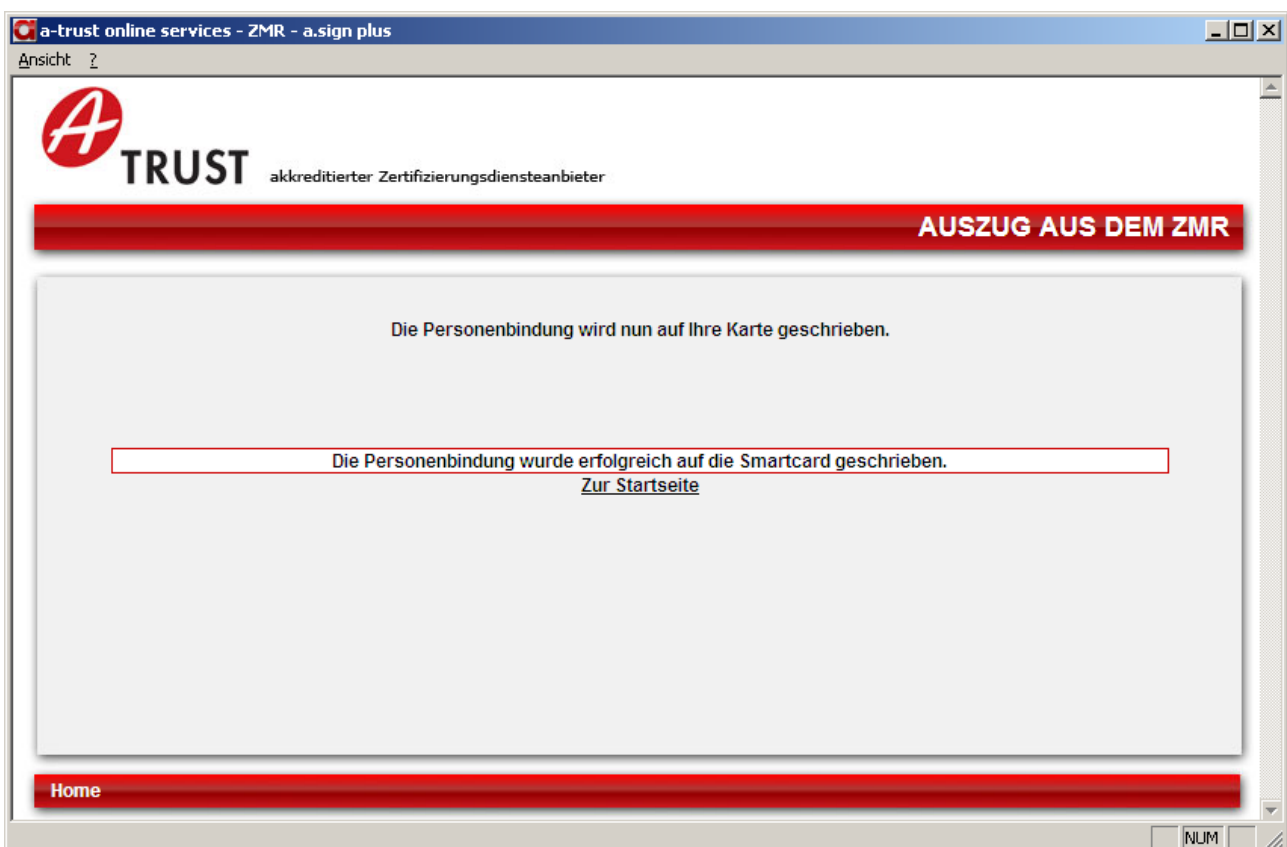 a-trust online services - ZMR - a.sign plus
Ansicht ?
A
TRUST akkreditierter Zertifizierungsdiensteanbieter
AUSZUG AUS DEM ZMR
Die Personenbindung wird nun auf Ihre Karte geschrieben.
Die Personenbindung wurde erfolgreich auf die Smartcard geschrieben.
Zur Startseite
Home
NUM